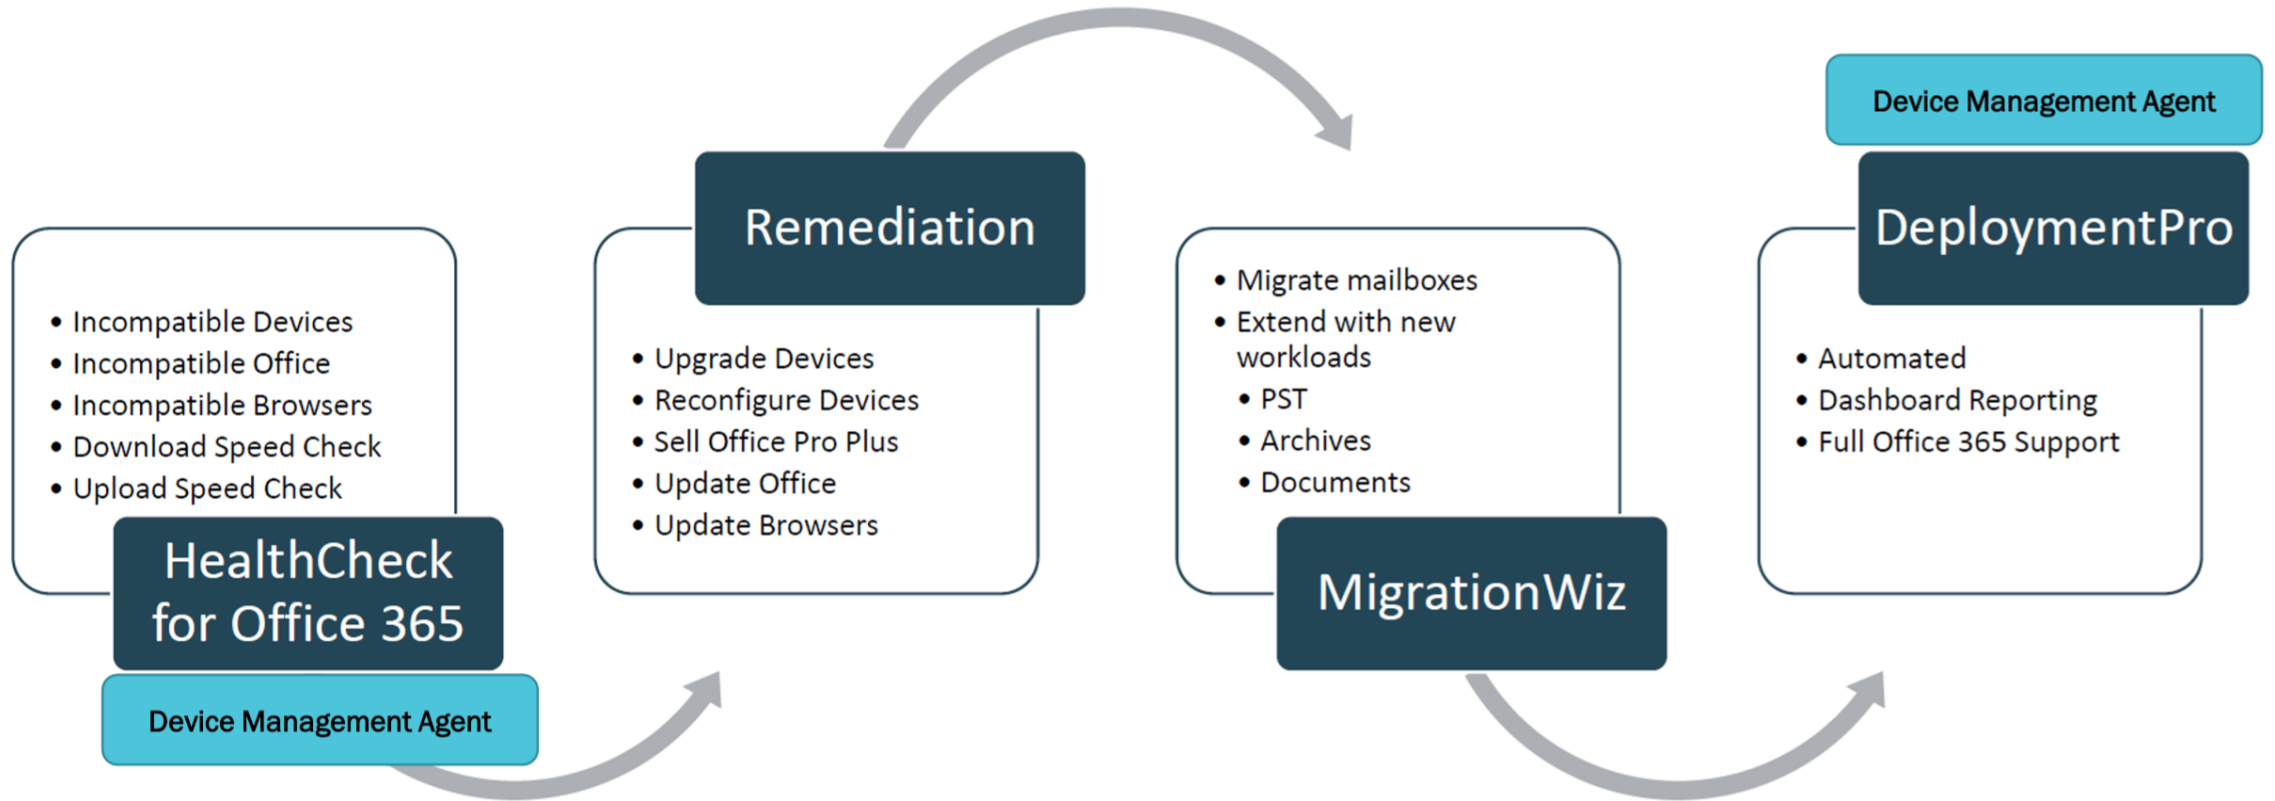 • Incompatible Devices
• Incompatible Office
• Incompatible Browsers
• Download Speed Check
• Upload Speed Check
HealthCheck
for Office 365
Device Management Agent
Remediation
• Upgrade Devices
• Reconfigure Devices
• Sell Office Pro Plus
• Update Office
• Update Browsers
• Migrate mailboxes
• Extend with new
workloads
• PST
• Archives
• Documents
MigrationWiz
Device Management Agent
DeploymentPro
• Automated
• Dashboard Reporting
• Full Office 365 Support